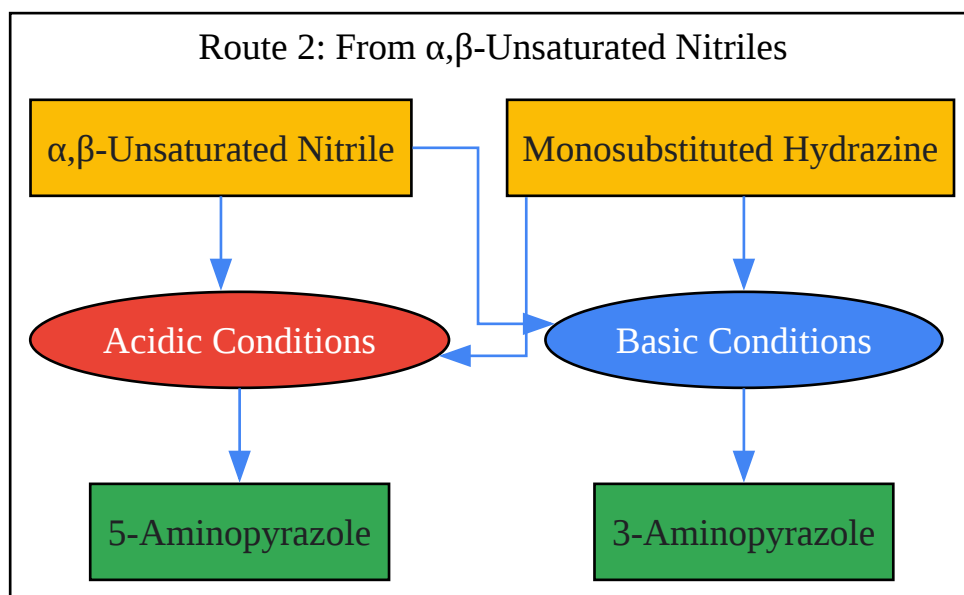 Route 2: From α,β-Unsaturated Nitriles
α,β-Unsaturated Nitrile
Monosubstituted Hydrazine
Acidic Conditions
Basic Conditions
5-Aminopyrazole
3-Aminopyrazole